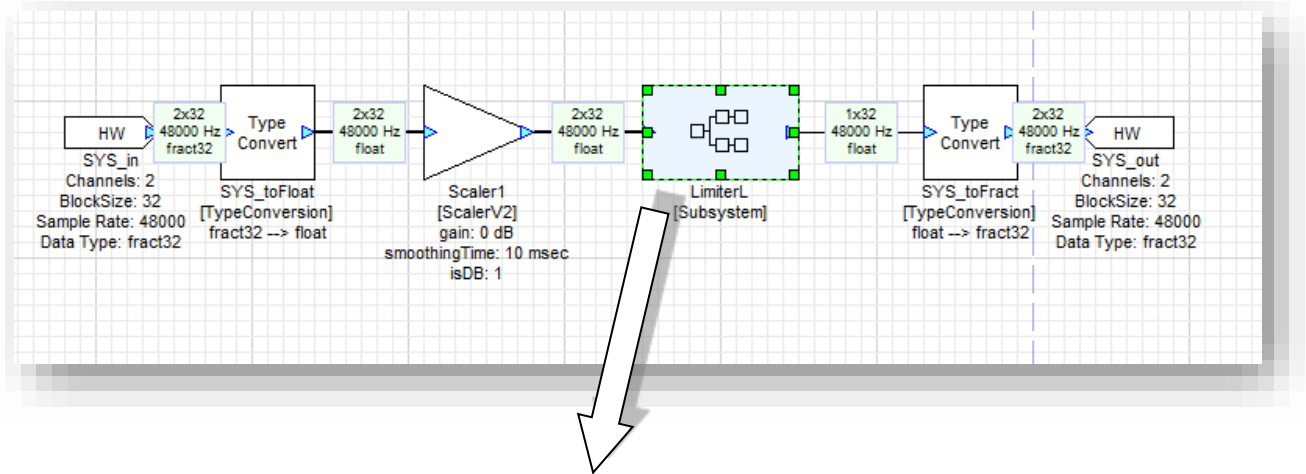 HW
SYS_in
Channels: 2
BlockSize: 32
Sample Rate: 48000
Data Type: fract32
2x32
48000 Hz
fract32
Type
Convert
SYS_toFloat
[TypeConversion]
fract32 --> float
2x32
48000 Hz
float
Scaler1
[ScalerV2]
gain: 0 dB
smoothingTime: 10 msec
isDB: 1
2x32
48000 Hz
float
LimiterL
[Subsystem]
1x32
48000 Hz
float
Type
Convert
SYS_toFract
[TypeConversion]
float --> fract32
2x32
48000 Hz
fract32
HW
SYS_out
Channels: 2
BlockSize: 32
Sample Rate: 48000
Data Type: fract32